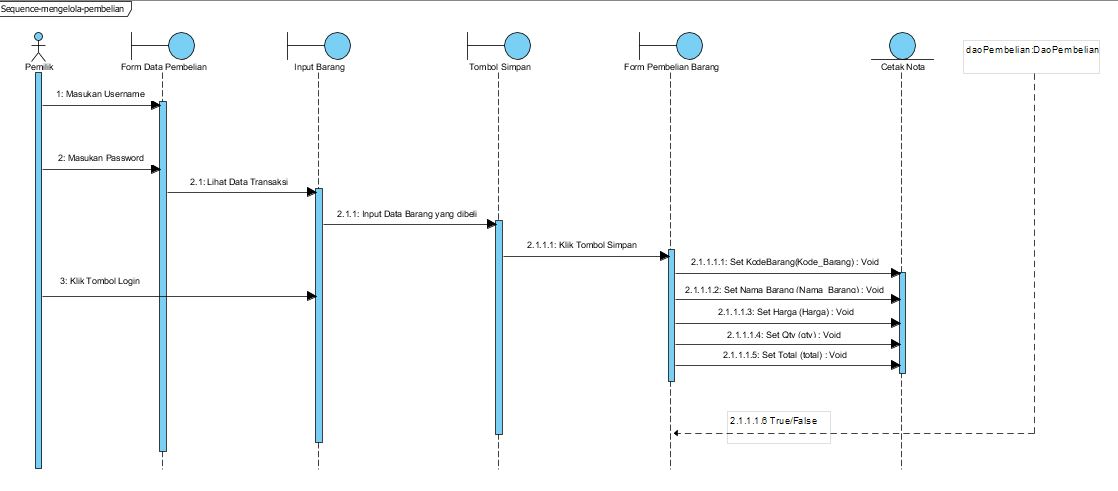 Sequence-mengelola-pembelian
Pemilik
Form Data Pembelian
Input Barang
Tombol Simpan
Form Pembelian Barang
Cetak Nota
daoPembelian:DaoPembelian
1: Masukan Username
2: Masukan Password
2.1: Lihat Data Transaksi
2.1.1: Input Data Barang yang dibeli
2.1.1.1: Klik Tombol Simpan
2.1.1.1.1: Set KodeBarang(Kode_Barang) : Void
3: Klik Tombol Login
2.1.1.1.2: Set Nama Barang (Nama_Barang) : Void
2.1.1.1.3: Set Harga (Harga) : Void
2.1.1.1.4: Set Qty (qty) : Void
2.1.1.1.5: Set Total (total) : Void
2.1.1.1.6 True/False